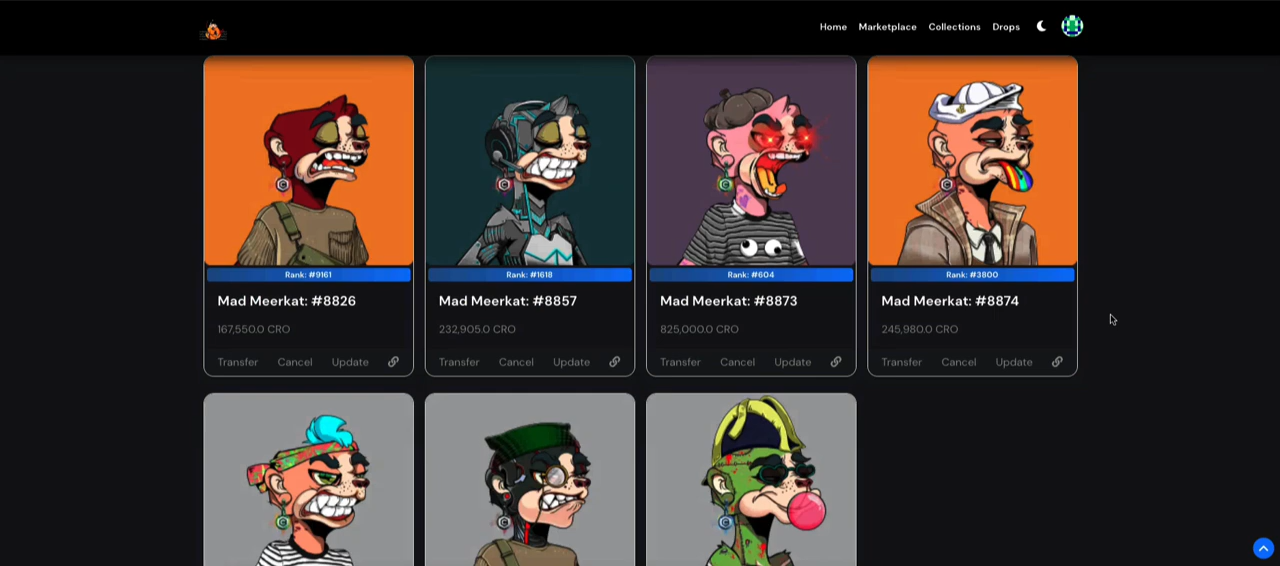 Home Marketplace Collections Drops
Rank: #9161
Mad Meerkat: #8826
167,550.0 CRO
Transfer Cancel Update
Rank: #1618
Mad Meerkat: #8857
232,905.0 CRO
Transfer Cancel Update
Rank: #604
Mad Meerkat: #8873
825,000.0 CRO
Transfer Cancel Update
Rank: #3800
Mad Meerkat: #8874
245,980.0 CRO
Transfer Cancel Update